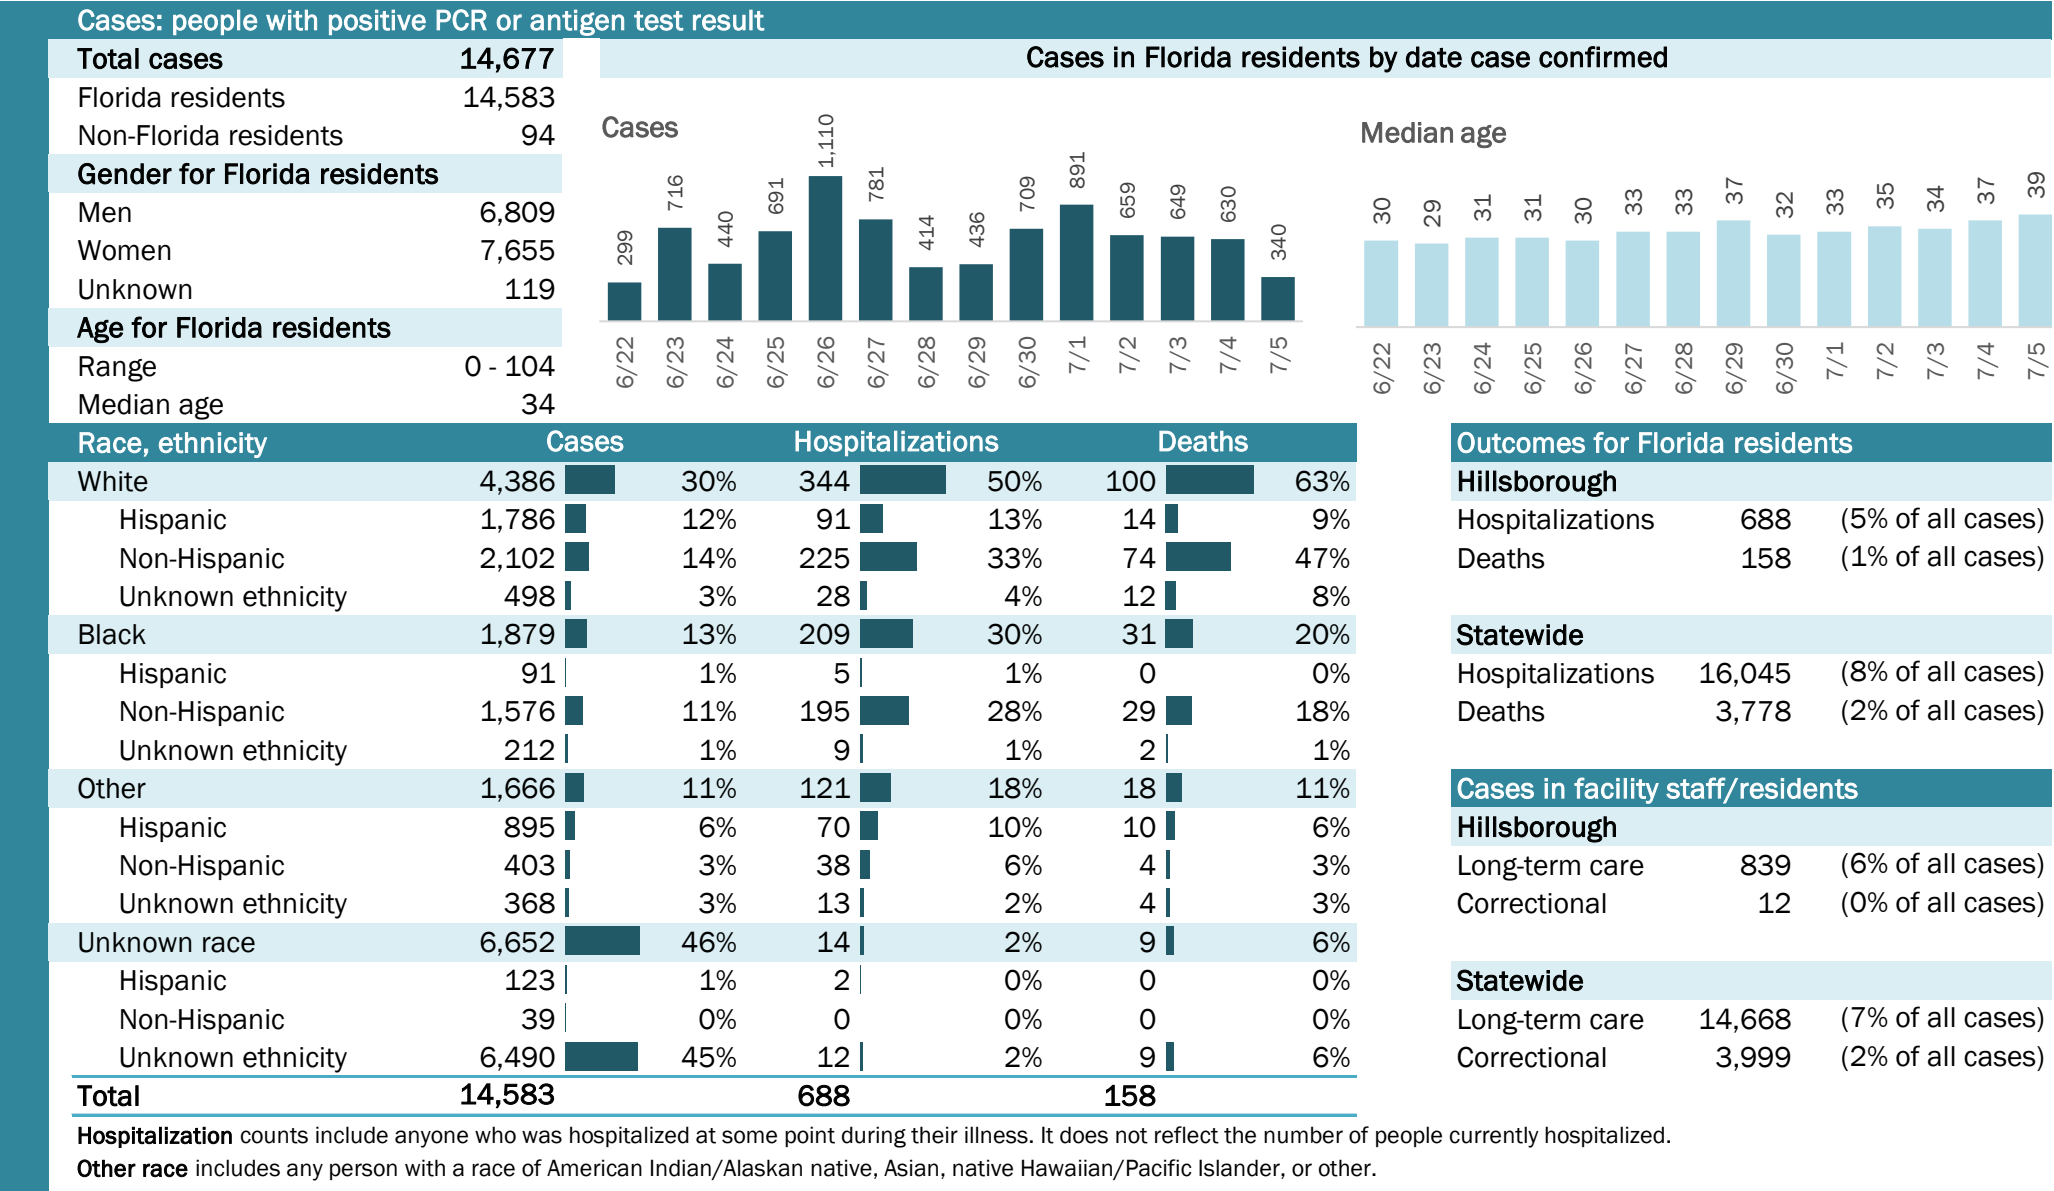 Cases: people with positive PCR or antigen test result
Total cases 14,677
Florida residents 14,583
Non-Florida residents 94
Gender for Florida residents
Men 6,809
Women 7,655
Unknown 119
Age for Florida residents
Range 0 - 104
Median age 34
Cases in Florida residents by date case confirmed
Cases
299 716 440 691 1,110 781 414 436 709 891 659 649 630 340
6/22 6/23 6/24 6/25 6/26 6/27 6/28 6/29 6/30 7/1 7/2 7/3 7/4 7/5
Median age
30 29 31 31 30 33 33 37 32 33 35 34 37 39
6/22 6/23 6/24 6/25 6/26 6/27 6/28 6/29 6/30 7/1 7/2 7/3 7/4 7/5
Race, ethnicity Cases Hospitalizations Deaths
White 4,386 30% 344 50% 100 63%
Hispanic 1,786 12% 91 13% 14 9%
Non-Hispanic 2,102 14% 225 33% 74 47%
Unknown ethnicity 498 3% 28 4% 12 8%
Black 1,879 13% 209 30% 31 20%
Hispanic 91 1% 5 1% 0 0%
Non-Hispanic 1,576 11% 195 28% 29 18%
Unknown ethnicity 212 1% 9 1% 2 1%
Other 1,666 11% 121 18% 18 11%
Hispanic 895 6% 70 10% 10 6%
Non-Hispanic 403 3% 38 6% 4 3%
Unknown ethnicity 368 3% 13 2% 4 3%
Unknown race 6,652 46% 14 2% 9 6%
Hispanic 123 1% 2 0% 0 0%
Non-Hispanic 39 0% 0 0% 0 0%
Unknown ethnicity 6,490 45% 12 2% 9 6%
Total 14,583 688 158
Outcomes for Florida residents
Hillsborough
Hospitalizations 688 (5% of all cases)
Deaths 158 (1% of all cases)
Statewide
Hospitalizations 16,045 (8% of all cases)
Deaths 3,778 (2% of all cases)
Cases in facility staff/residents
Hillsborough
Long-term care 839 (6% of all cases)
Correctional 12 (0% of all cases)
Statewide
Long-term care 14,668 (7% of all cases)
Correctional 3,999 (2% of all cases)
Hospitalization counts include anyone who was hospitalized at some point during their illness. It does not reflect the number of people currently hospitalized.
Other race includes any person with a race of American Indian/Alaskan native, Asian, native Hawaiian/Pacific Islander, or other.